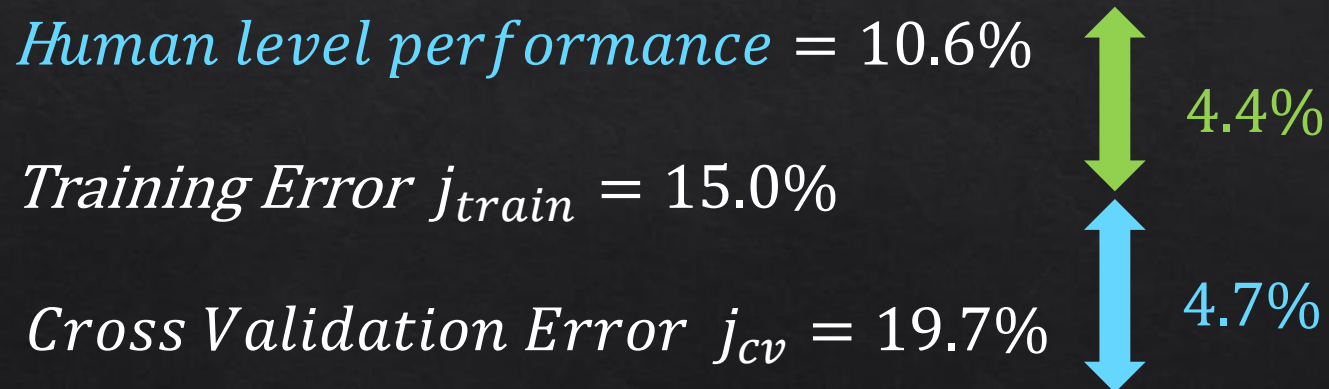 Human level performance = 10.6%
4.4%
Training Error j_train = 15.0%
4.7%
Cross Validation Error j_cv = 19.7%